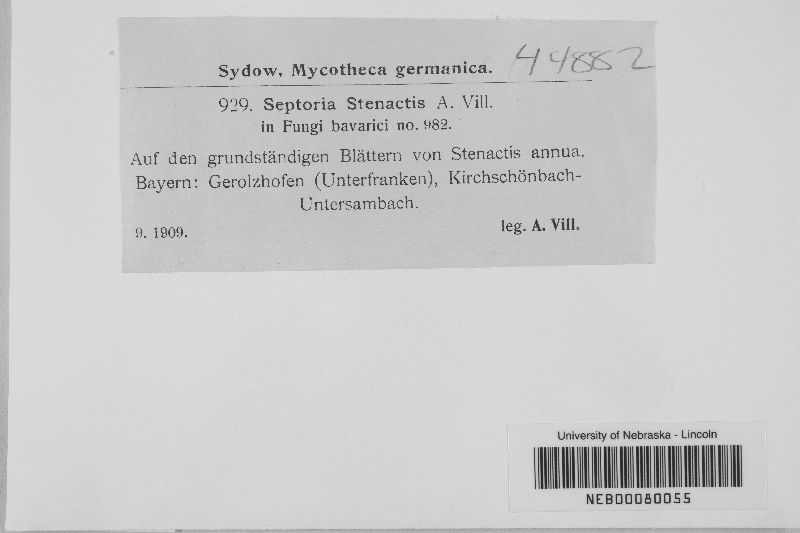 Sydow, Mycotheca germanica. 44882
929. Septoria Stenactis A. Vill.
in Fungi bavarici no. 982.
Auf den grundständigen Blättern von Stenactis annua.
Bayern: Gerolzhofen (Unterfranken), Kirchschönbach-
Untersambach.
9. 1909. leg. A. Vill.
University of Nebraska - Lincoln
NEB00080055